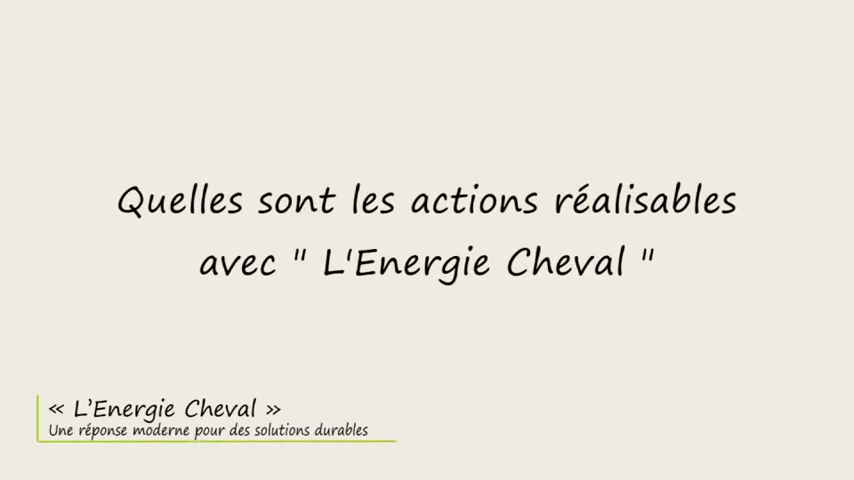 Quelles sont les actions réalisables
avec " L'Energie Cheval "
« L’Energie Cheval »
Une réponse moderne pour des solutions durables